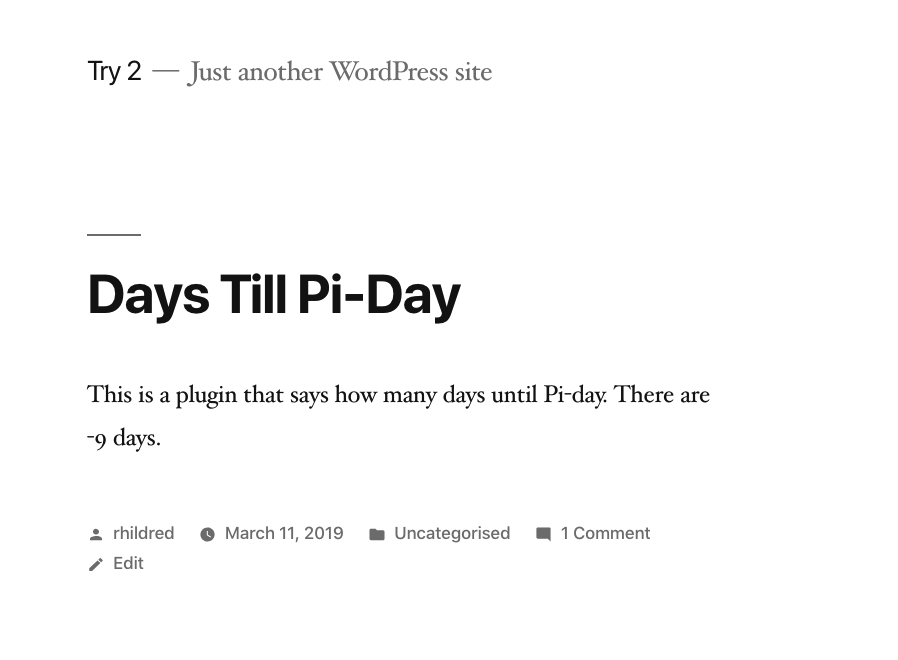 Try 2 — Just another WordPress site
Days Till Pi-Day
This is a plugin that says how many days until Pi-day. There are
-9 days.
rhildred March 11, 2019 Uncategorised 1 Comment
Edit